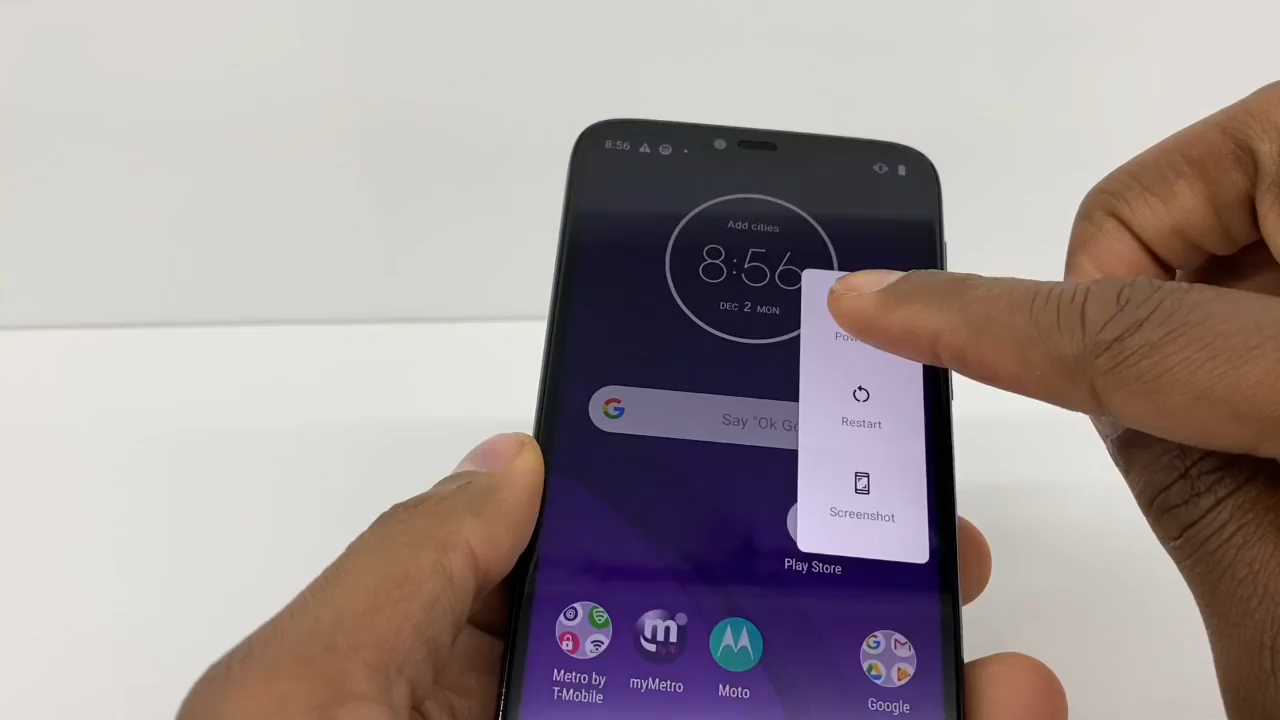 8:56
Add cities
8:56
DEC 2 MON
Say "Ok Go
Restart
Screenshot
Play Store
Metro by
T-Mobile
myMetro
Moto
Google